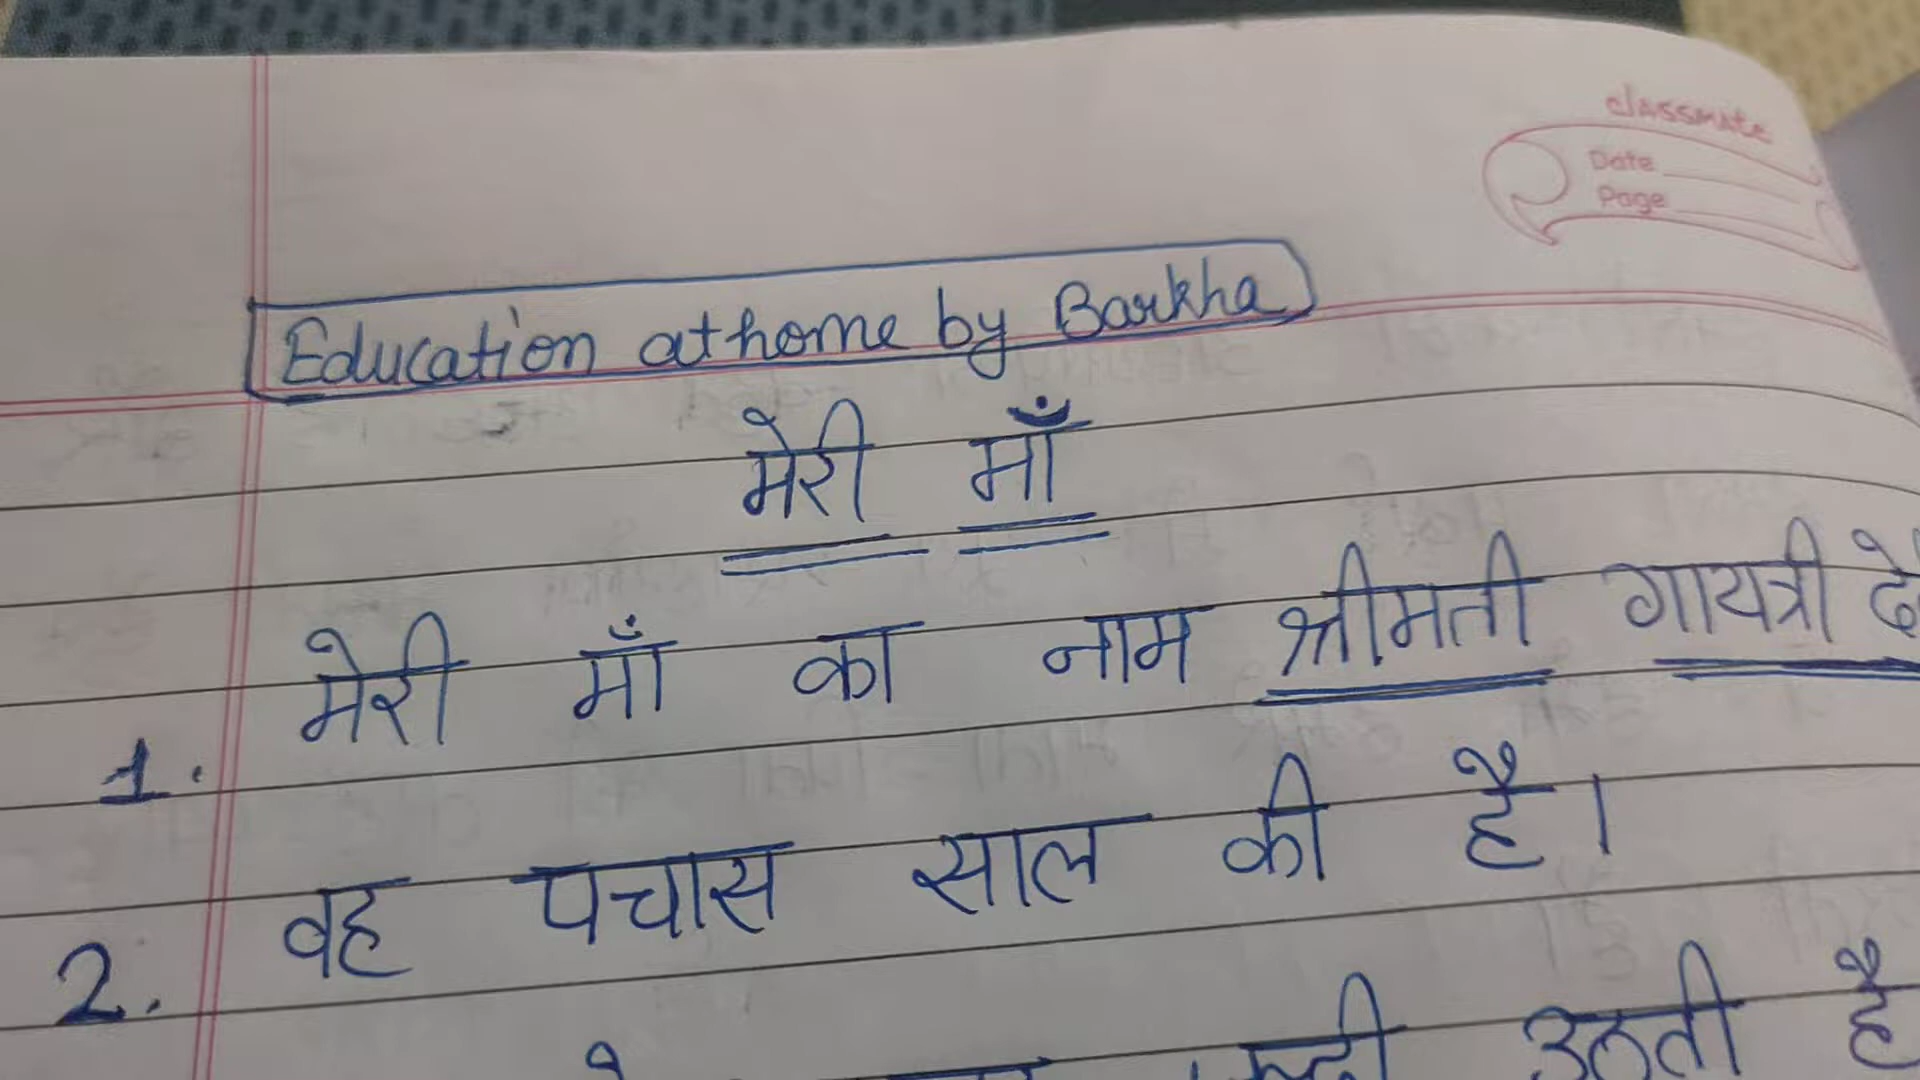 classmate
Date
Page
Education at home by Barkha
मेरी माँ
1. मेरी माँ का नाम श्रीमती गायत्री
2. वह पचास साल की है।
उठती है